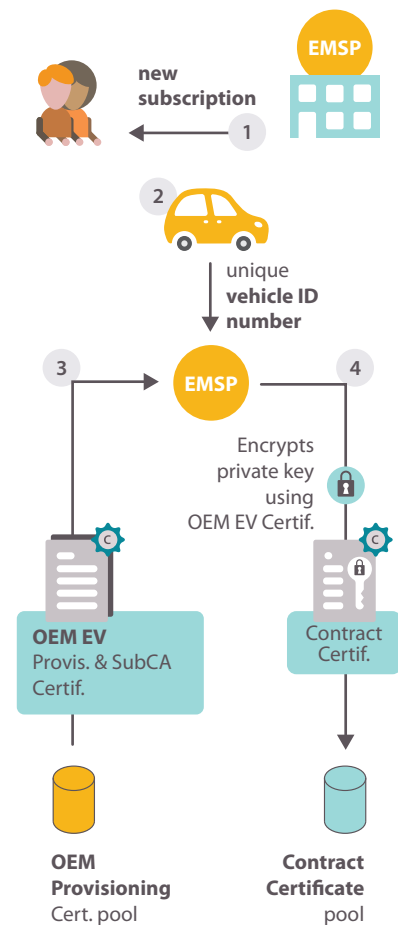 EMSP
new
subscription
1
2
unique
vehicle ID
number
3
EMSP
4
Encrypts
private key
using
OEM EV Certif.
C
C
OEM EV
Provis. & SubCA
Certif.
Contract
Certif.
OEM
Provisioning
Cert. pool
Contract
Certificate
pool